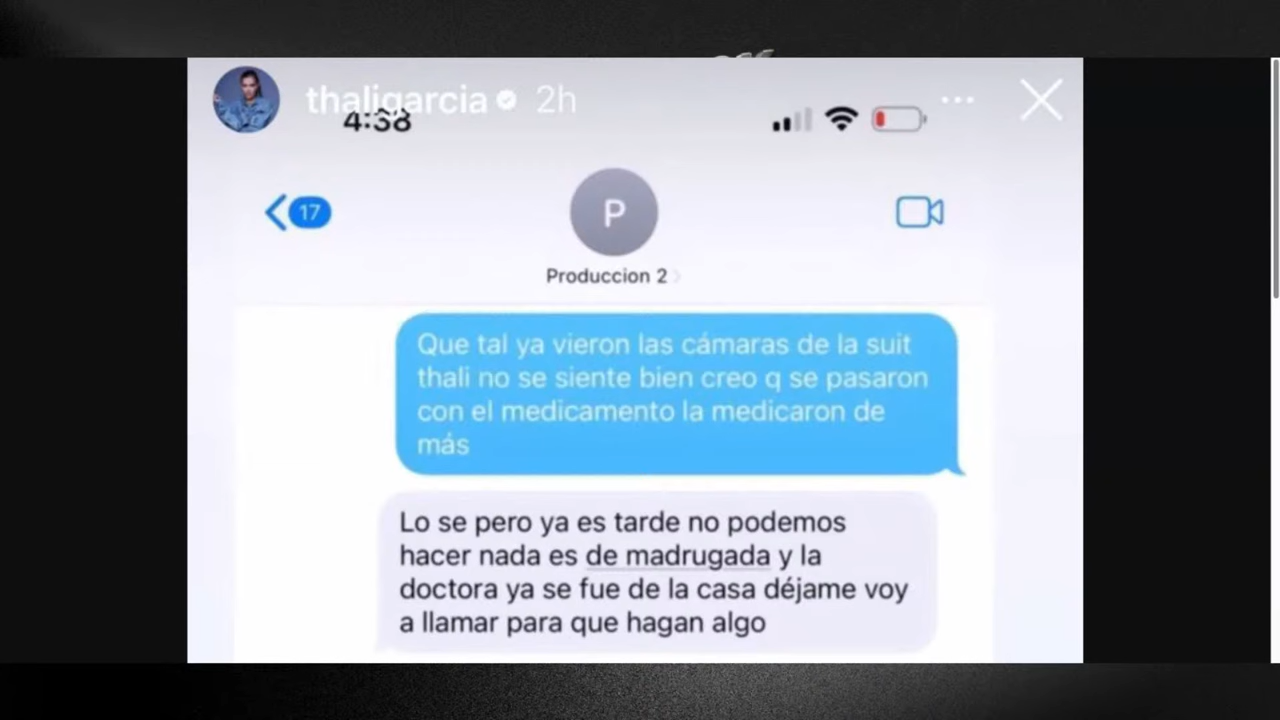 thaligarcia 2h
4:38
17
P
Produccion 2
Que tal ya vieron las cámaras de la suit
thali no se siente bien creo q se pasaron
con el medicamento la medicaron de
más
Lo se pero ya es tarde no podemos
hacer nada es de madrugada y la
doctora ya se fue de la casa déjame voy
a llamar para que hagan algo